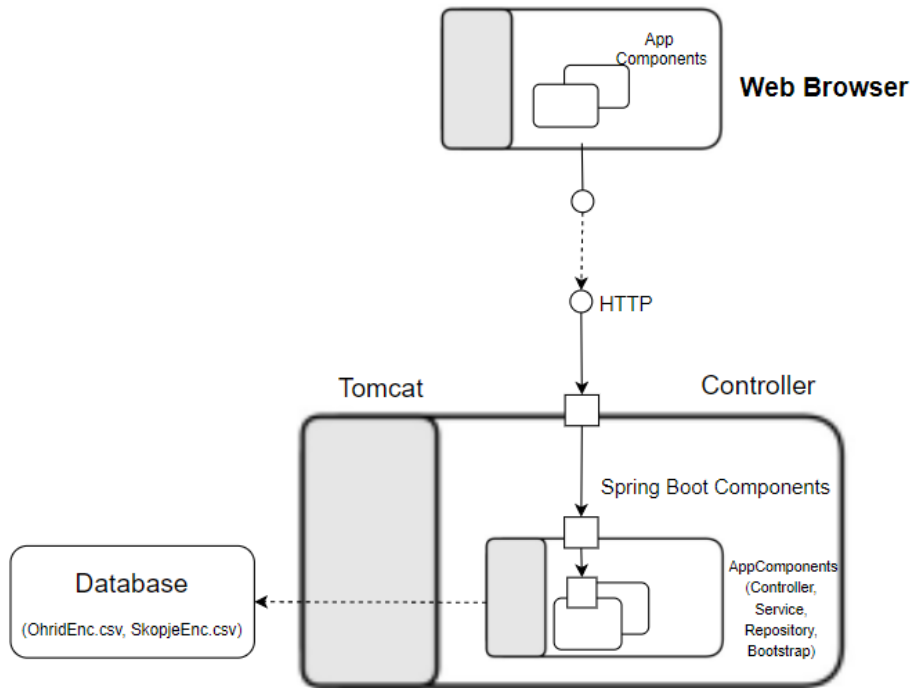 App
Components
Web Browser
HTTP
Tomcat
Controller
Spring Boot Components
Database
(OhridEnc.csv, SkopjeEnc.csv)
AppComponents
(Controller,
Service,
Repository,
Bootstrap)